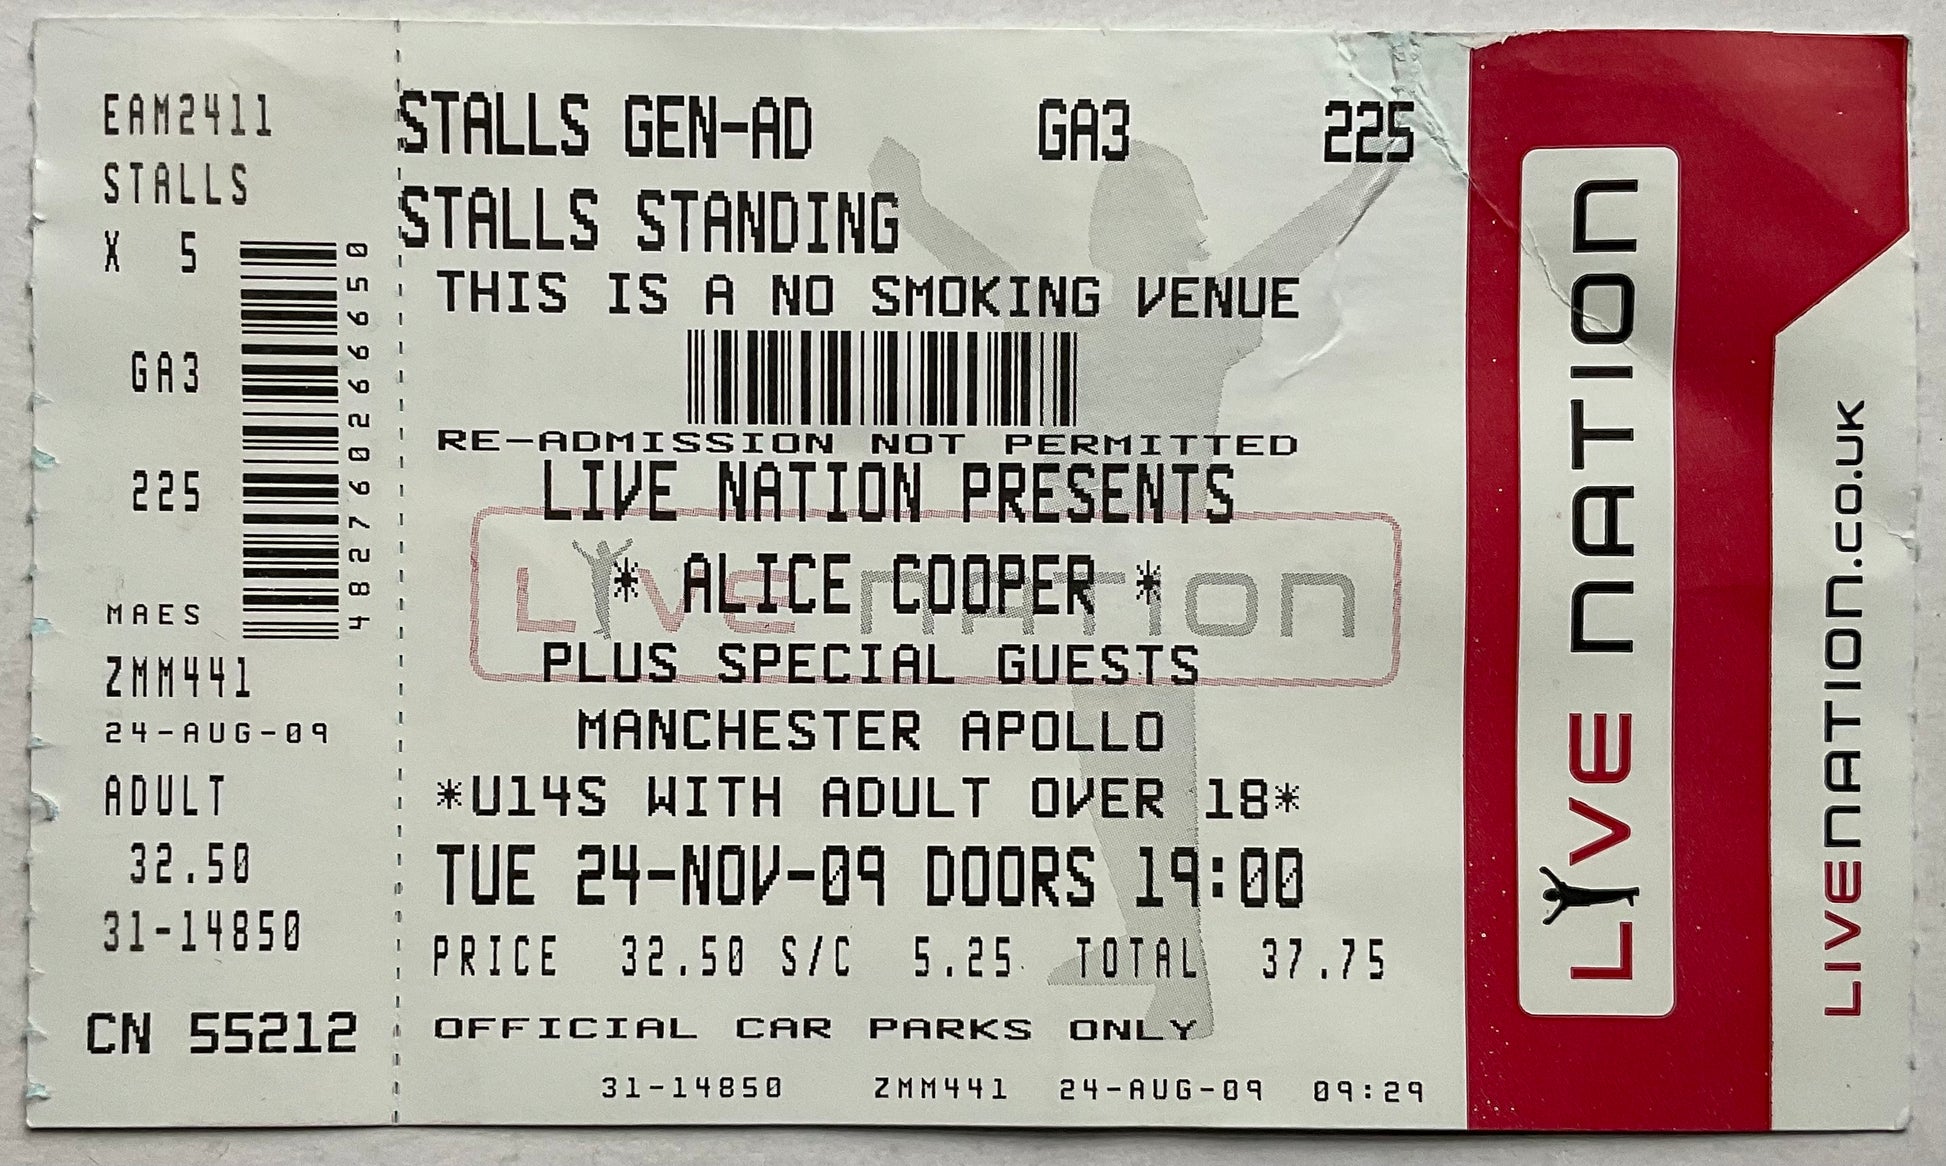 EAM2411
STALLS
X 5
GA3
225
MAES
ZMM441
24-AUG-09
ADULT
32.50
31-14850
CN 55212
482760266650
STALLS GEN-AD GA3 225
STALLS STANDING
THIS IS A NO SMOKING VENUE
RE-ADMISSION NOT PERMITTED
LIVE NATION PRESENTS
* ALICE COOPER *
LIVE NATION
PLUS SPECIAL GUESTS
MANCHESTER APOLLO
*U14S WITH ADULT OVER 18*
TUE 24-NOV-09 DOORS 19:00
PRICE 32.50 S/C 5.25 TOTAL 37.75
OFFICIAL CAR PARKS ONLY
31-14850 ZMM441 24-AUG-09 09:29
LIVE NATION
LIVENATION.CO.UK